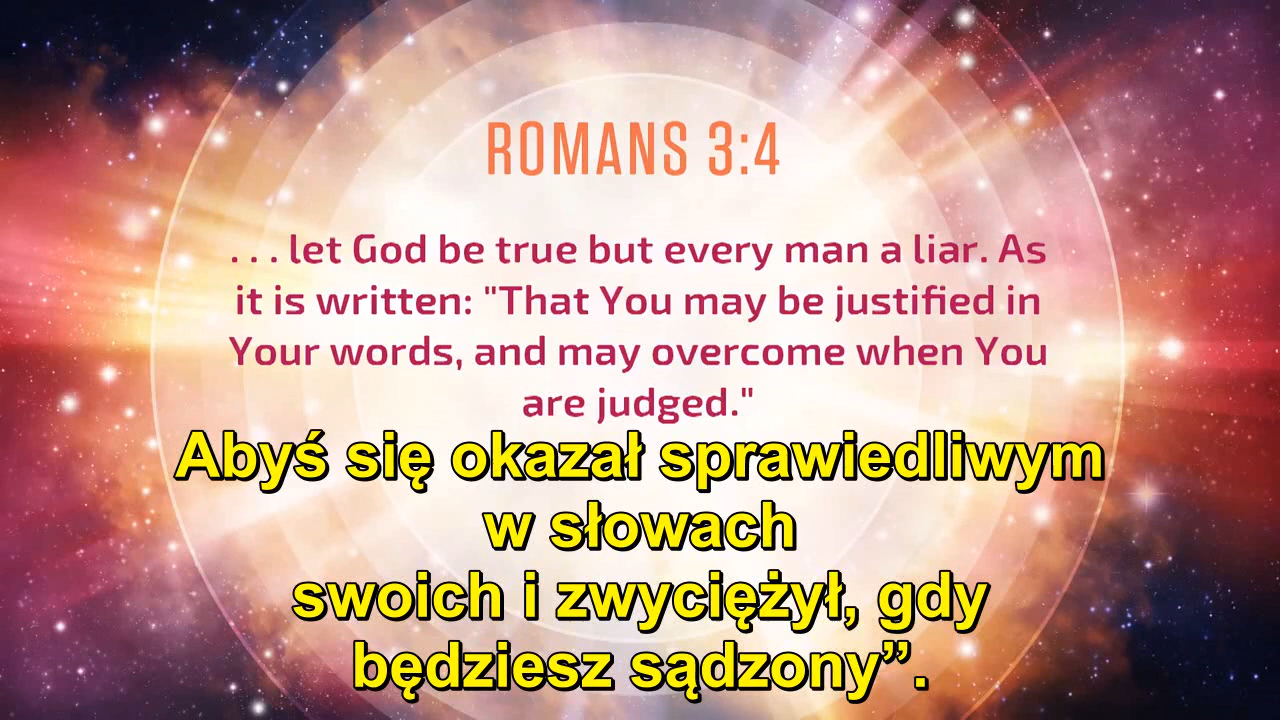 ROMANS 3:4
. . . let God be true but every man a liar. As
it is written: "That You may be justified in
Your words, and may overcome when You
are judged."
Abyś się okazał sprawiedliwym
w słowach
swoich i zwyciężył, gdy
będziesz sądzony”.